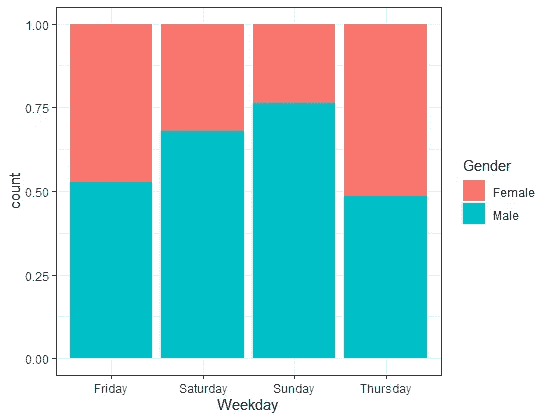 1.00
0.75
0.50
0.25
0.00
count
Friday
Saturday
Sunday
Thursday
Weekday
Gender
Female
Male